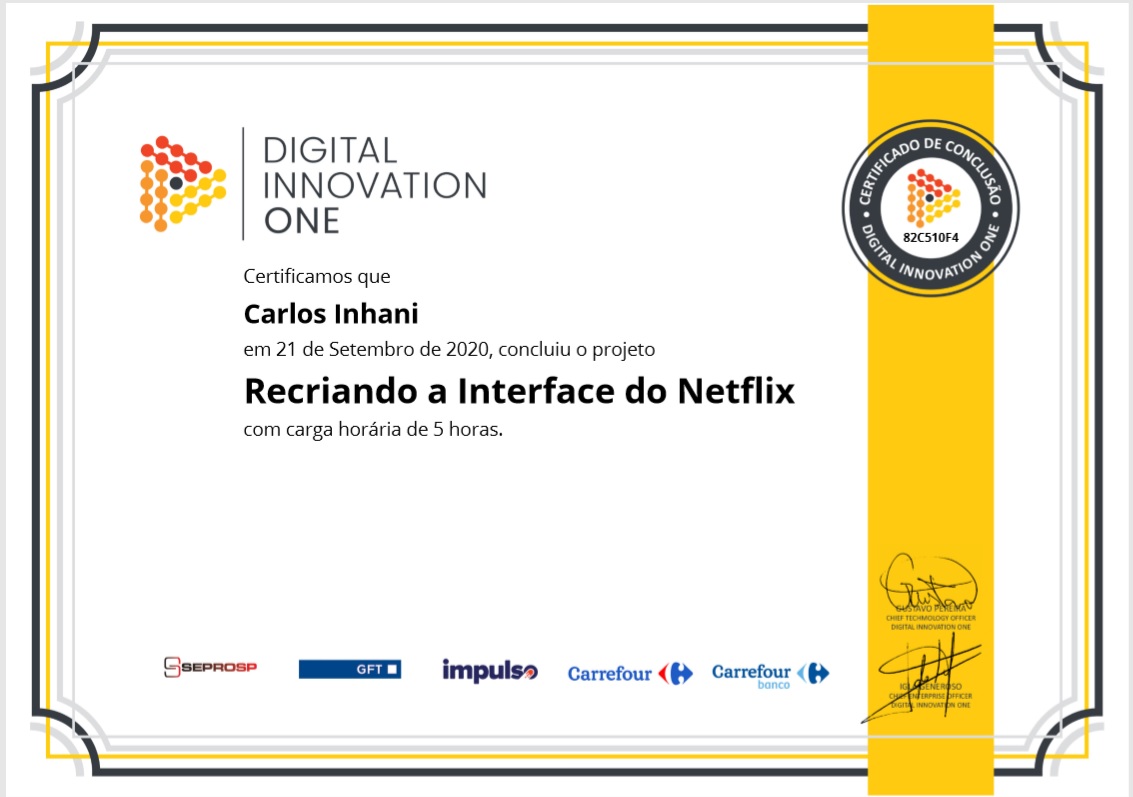 DIGITAL
INNOVATION
ONE
CERTIFICADO DE CONCLUSÃO
82C510F4
DIGITAL INNOVATION ONE
Certificamos que
Carlos Inhani
em 21 de Setembro de 2020, concluiu o projeto
Recriando a Interface do Netflix
com carga horária de 5 horas.
GUSTAVO PEREIRA
CHIEF TECHNOLOGY OFFICER
DIGITAL INNOVATION ONE
SEPROSP
GFT
impulso
Carrefour
Carrefour
banco
GENEROSO
CHIEF ENTERPRISE OFFICER
DIGITAL INNOVATION ONE